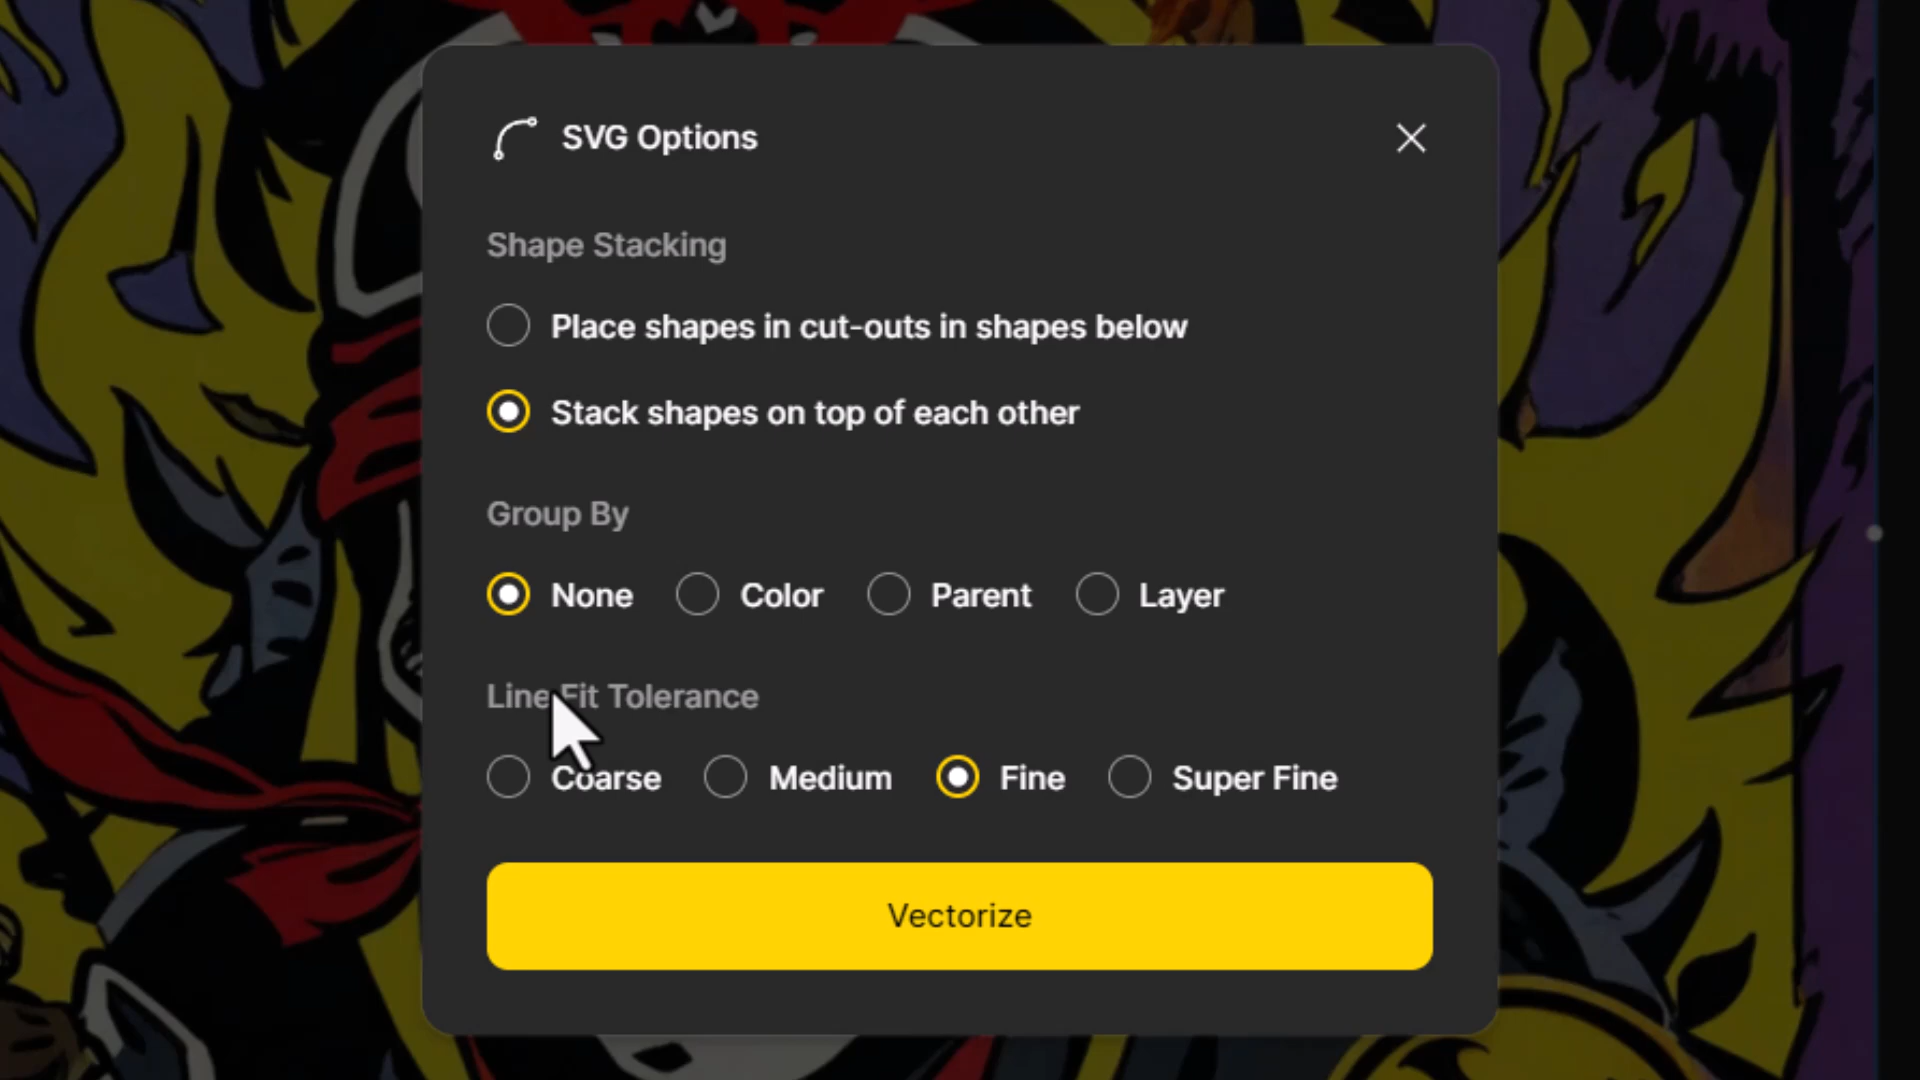 SVG Options
Shape Stacking
Place shapes in cut-outs in shapes below
Stack shapes on top of each other
Group By
None Color Parent Layer
Line Fit Tolerance
Coarse Medium Fine Super Fine
Vectorize